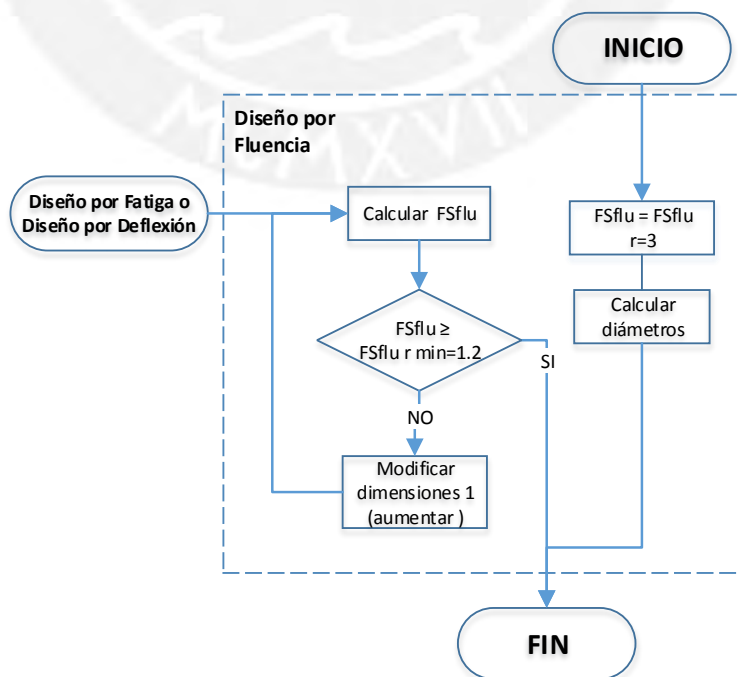 MCMXVII
INICIO
Diseño por
Fluencia
Diseño por Fatiga o
Diseño por Deflexión
Calcular FSflu
FSflu = FSflu
r=3
Calcular
diámetros
FSflu ≥
FSflu r min=1.2
SI
NO
Modificar
dimensiones 1
(aumentar )
FIN